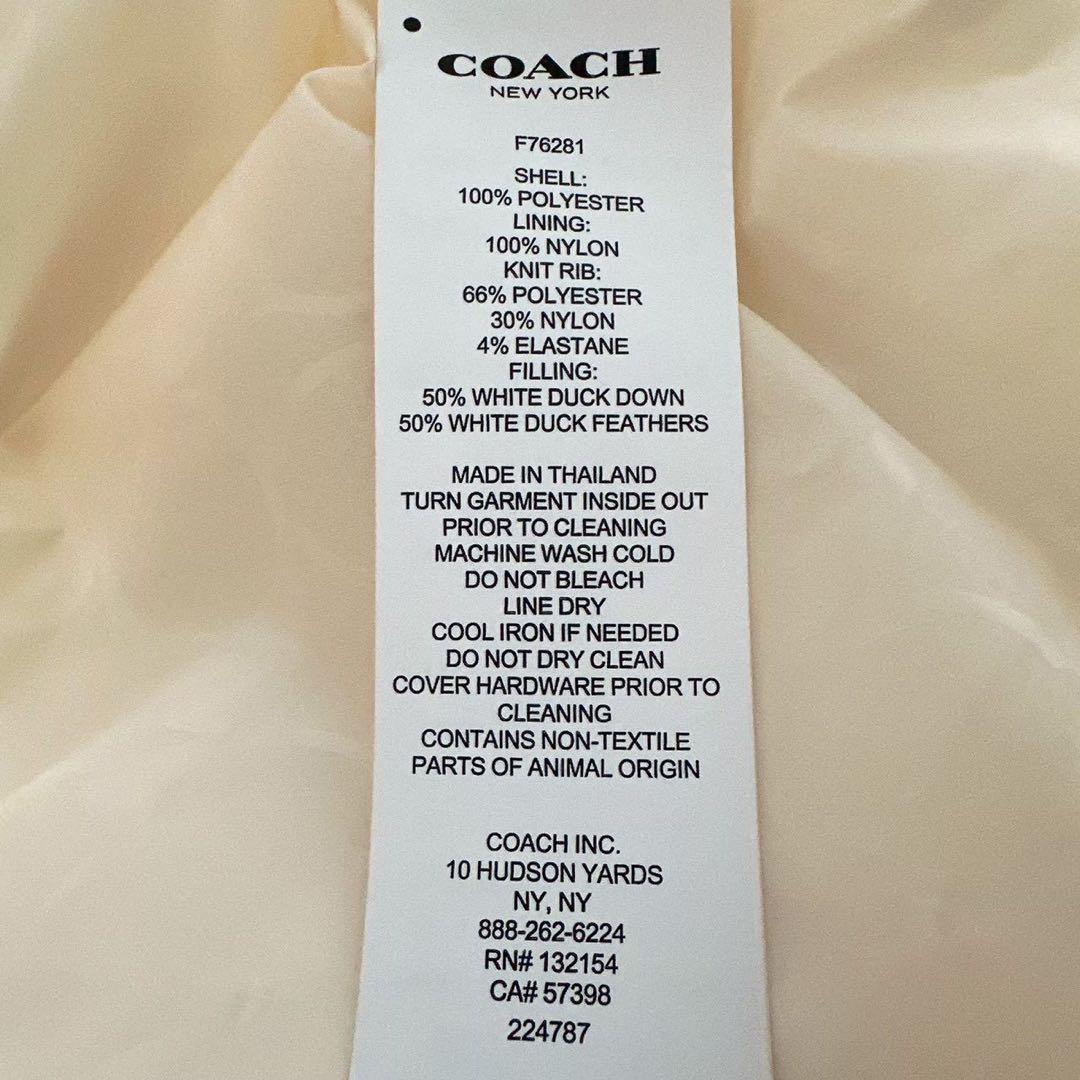 COACH
NEW YORK
F76281
SHELL:
100% POLYESTER
LINING:
100% NYLON
KNIT RIB:
66% POLYESTER
30% NYLON
4% ELASTANE
FILLING:
50% WHITE DUCK DOWN
50% WHITE DUCK FEATHERS
MADE IN THAILAND
TURN GARMENT INSIDE OUT
PRIOR TO CLEANING
MACHINE WASH COLD
DO NOT BLEACH
LINE DRY
COOL IRON IF NEEDED
DO NOT DRY CLEAN
COVER HARDWARE PRIOR TO
CLEANING
CONTAINS NON-TEXTILE
PARTS OF ANIMAL ORIGIN
COACH INC.
10 HUDSON YARDS
NY, NY
888-262-6224
RN# 132154
CA# 57398
224787